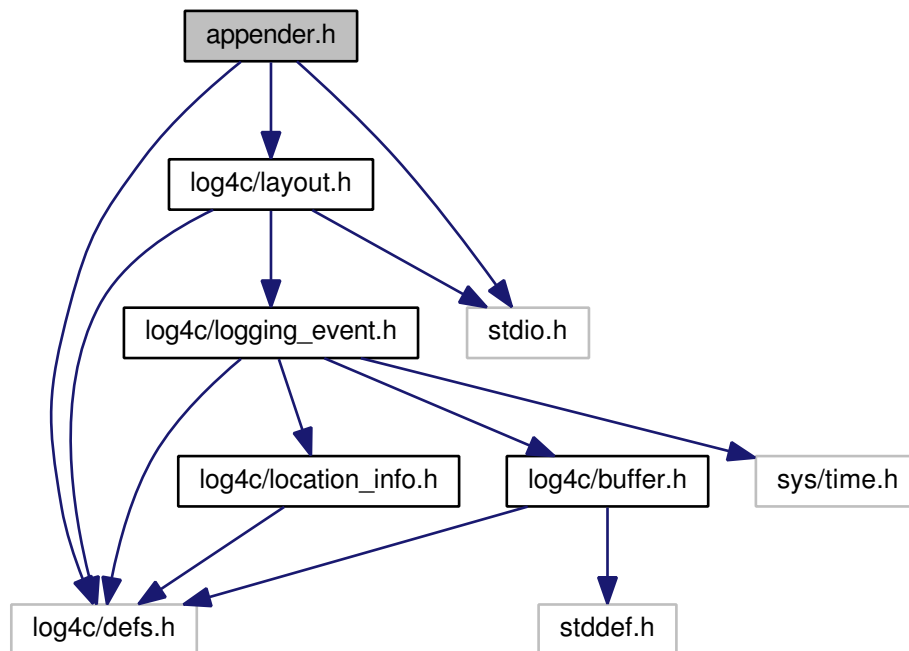 appender.h
log4c/layout.h
log4c/logging_event.h
stdio.h
log4c/location_info.h
log4c/buffer.h
sys/time.h
log4c/defs.h
stddef.h